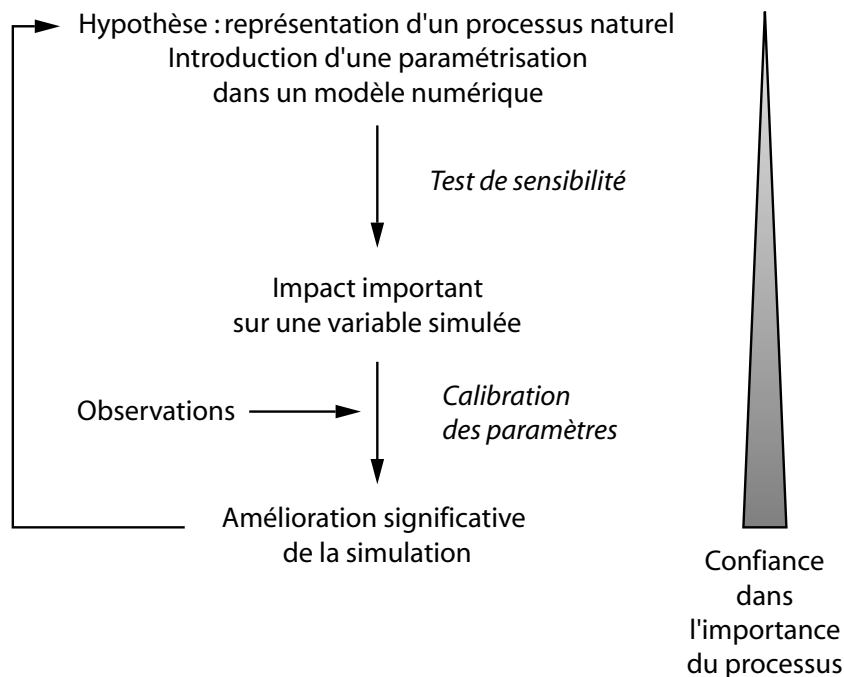 Hypothèse : représentation d'un processus naturel
Introduction d'une paramétrisation
dans un modèle numérique
Test de sensibilité
Impact important
sur une variable simulée
Observations
Calibration
des paramètres
Amélioration significative
de la simulation
Confiance
dans
l'importance
du processus